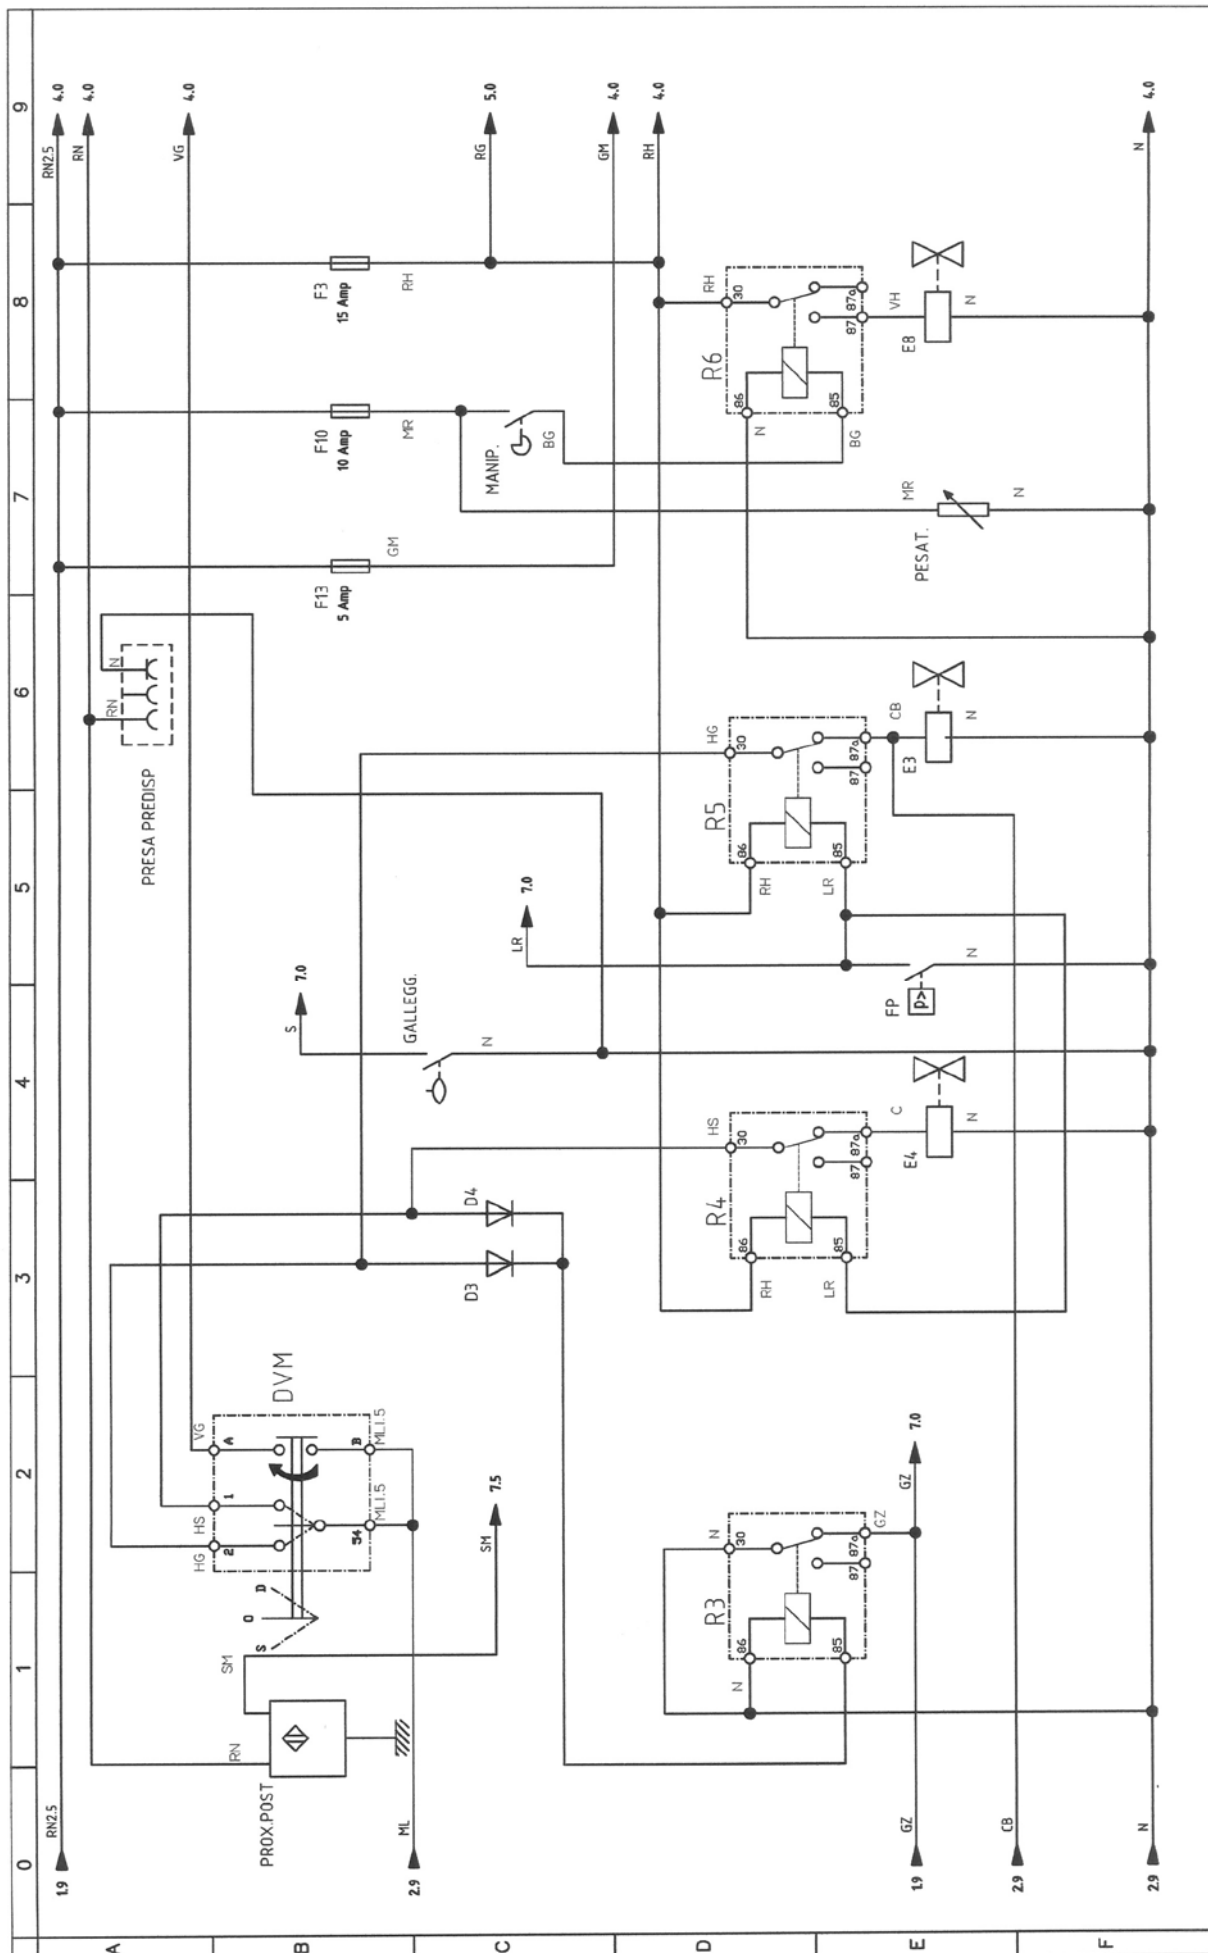 0 1 2 3 4 5 6 7 8 9
A
B
C
D
E
F
1.9 RN2.5 RN2.5 4.0
RN 4.0
VG 4.0
RG 5.0
GM 4.0
RH 4.0
N 4.0
PROX.POST
RN
SM
SM 7.5
2.9 ML
S 0 D
DVM
HG 2
HS 1
VG A
54 ML1.5
B ML1.5
PRESA PREDISP
RN N
F13
5 Amp
GM
F10
10 Amp
MR
F3
15 Amp
RH
MANIP.
BG
S 7.0
GALLEGG.
N
LR 7.0
D3
D4
R3
N 86
85
N 30
87 87a
GZ
GZ 7.0
1.9 GZ
R4
RH 86
LR 85
HS 30
87 87a
C
E4
N
R5
RH 86
LR 85
HG 30
87 87a
CB
E3
N
FP
P>
N
R6
N 86
BG 85
RH 30
87 87a
VH
E8
N
PESAT.
MR
N
2.9 CB
2.9 N